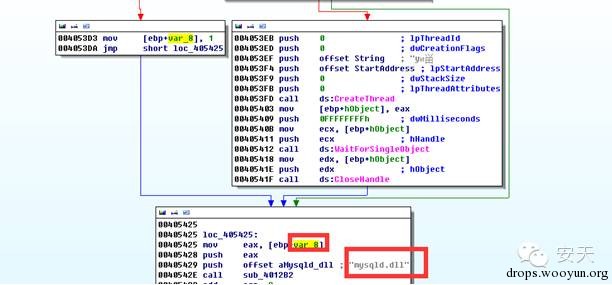 004053D3 mov     [ebp+var_8], 1
004053DA jmp     short loc_405425
004053EB push    0               ; lpThreadId
004053ED push    0               ; dwCreationFlags
004053EF push    offset String   ;
004053F4 push    offset StartAddress ; lpStartAddress
004053F9 push    0               ; dwStackSize
004053FB push    0               ; lpThreadAttributes
004053FD call    ds:CreateThread
00405403 mov     [ebp+hObject], eax
00405409 push    0FFFFFFFFh      ; dwMilliseconds
0040540B mov     ecx, [ebp+hObject]
00405411 push    ecx             ; hHandle
00405412 call    ds:WaitForSingleObject
00405418 mov     edx, [ebp+hObject]
0040541E push    edx             ; hObject
0040541F call    ds:CloseHandle
00405425
00405425 loc_405425:
00405425 mov     eax, [ebp+var_8]
00405428 push    eax
00405429 push    offset aMysqld_dll ; "mysqld.dll"
0040542E call    sub_4012B2
安天
drops.wooyun.org